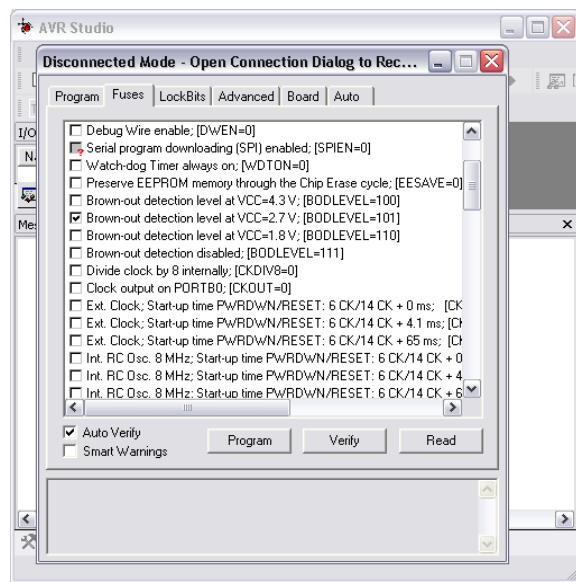 AVR Studio
Disconnected Mode - Open Connection Dialog to Rec...
Program Fuses LockBits Advanced Board Auto
I/O
Debug Wire enable; [DWEN=0]
Serial program downloading (SPI) enabled; [SPIEN=0]
Watch-dog Timer always on; [WDTON=0]
Preserve EEPROM memory through the Chip Erase cycle; [EESAVE=0]
Brown-out detection level at VCC=4.3 V; [BODLEVEL=100]
Brown-out detection level at VCC=2.7 V; [BODLEVEL=101]
Mes
Brown-out detection level at VCC=1.8 V; [BODLEVEL=110]
Brown-out detection disabled; [BODLEVEL=111]
Divide clock by 8 internally; [CKDIV8=0]
Clock output on PORTB0; [CKOUT=0]
Ext. Clock; Start-up time PWRDWN/RESET: 6 CK/14 CK + 0 ms; [CK
Ext. Clock; Start-up time PWRDWN/RESET: 6 CK/14 CK + 4.1 ms; [CK
Ext. Clock; Start-up time PWRDWN/RESET: 6 CK/14 CK + 65 ms; [CK
Int. RC Osc. 8 MHz; Start-up time PWRDWN/RESET: 6 CK/14 CK + 0
Int. RC Osc. 8 MHz; Start-up time PWRDWN/RESET: 6 CK/14 CK + 4
Int. RC Osc. 8 MHz; Start-up time PWRDWN/RESET: 6 CK/14 CK + 6
Auto Verify
Smart Warnings
Program Verify Read